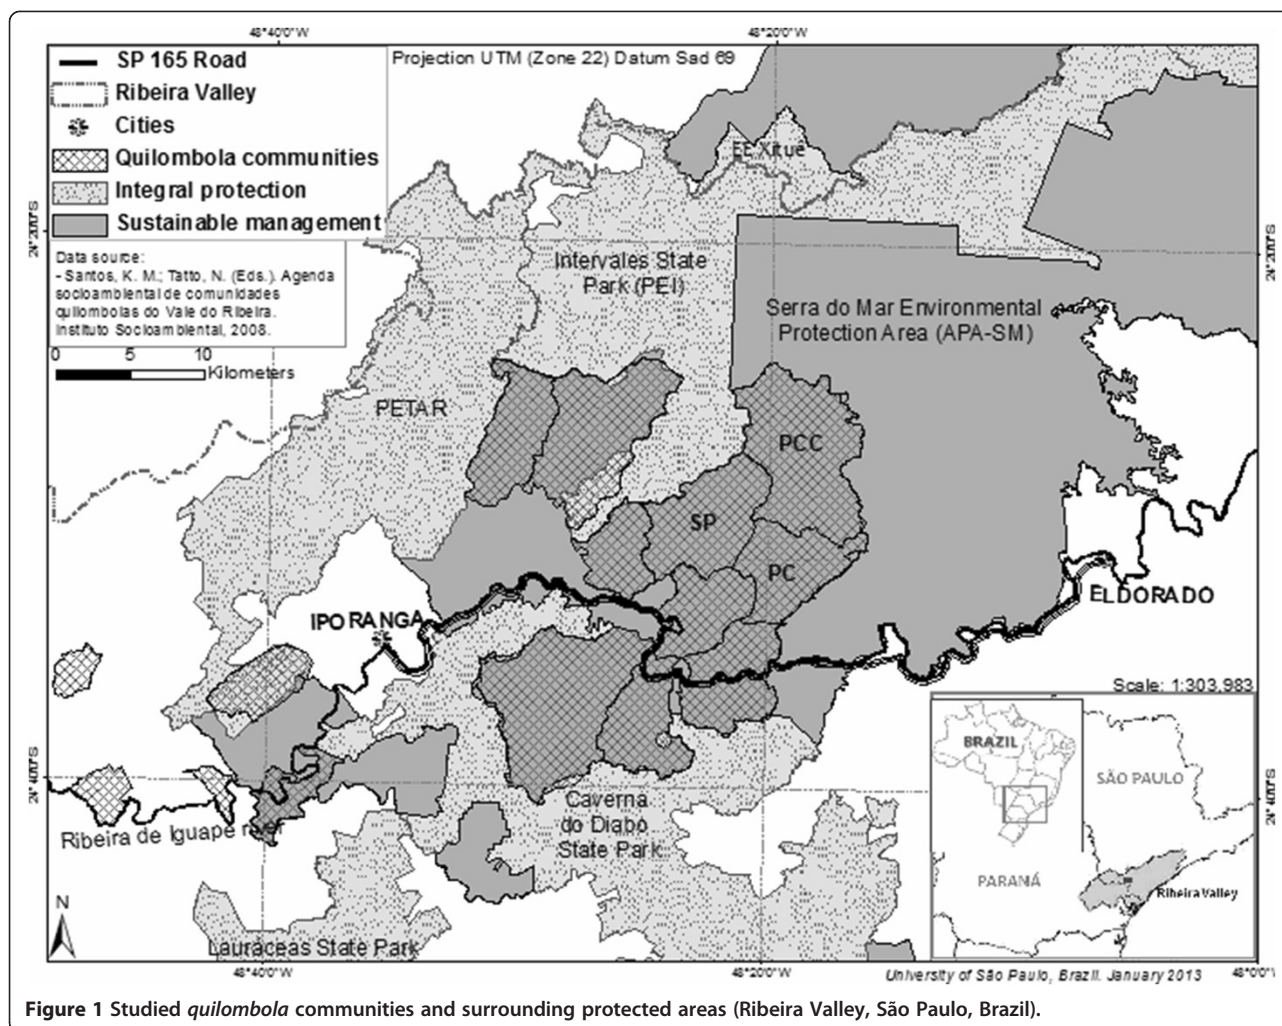 48°40'0"W
48°20'0"W
SP 165 Road
Ribeira Valley
Cities
Quilombola communities
Integral protection
Sustainable management
Projection UTM (Zone 22) Datum Sad 69
Data source:
- Santos, K. M.; Tatto, N. (Eds.). Agenda
socioambiental de comunidades
quilombolas do Vale do Ribeira.
Instituto Socioambiental, 2008.
0 5 10
Kilometers
24°20'0"S
24°20'0"S
EE Xitué
Intervales State
Park (PEI)
Serra do Mar Environmental
Protection Area (APA-SM)
PETAR
PCC
SP
PC
IPORANGA
ELDORADO
Scale: 1:303,983
24°40'0"S
24°40'0"S
Ribeira de Iguape river
Caverna
do Diabo
State Park
Lauráceas State Park
N
BRAZIL
SÃO PAULO
PARANÁ
Ribeira Valley
48°40'0"W
48°20'0"W
48°0'0"W
University of São Paulo, Brazil. January 2013
Figure 1 Studied quilombola communities and surrounding protected areas (Ribeira Valley, São Paulo, Brazil).